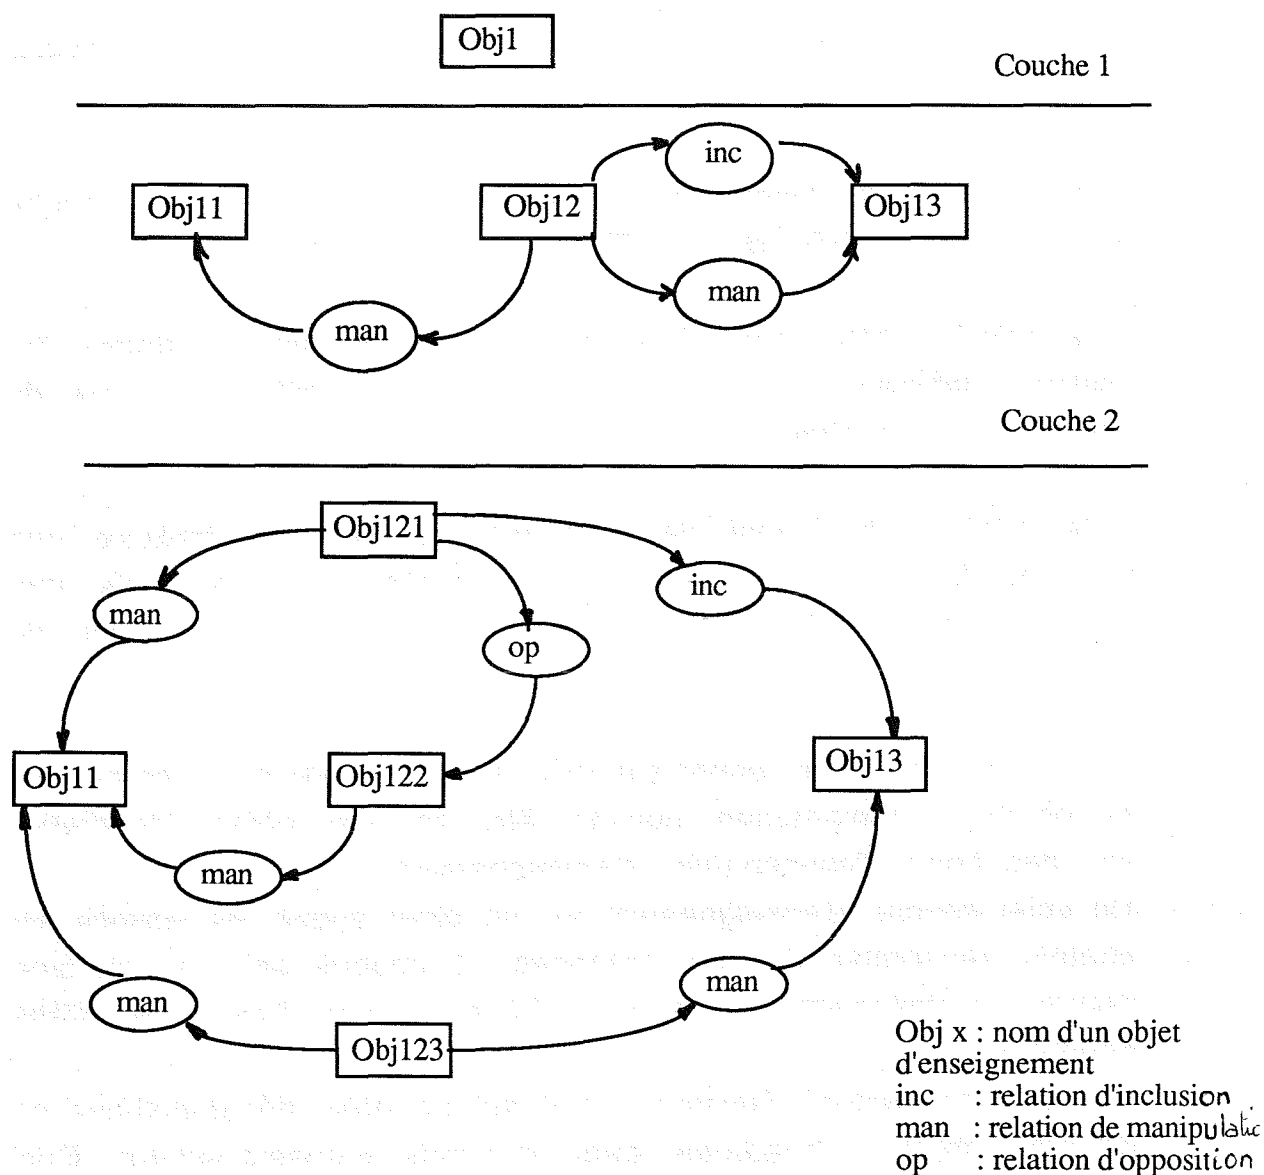 Obj1
Couche 1
inc
Obj11
Obj12
Obj13
man
man
Couche 2
Obj121
inc
man
op
Obj11
Obj122
Obj13
man
man
man
Obj123
Obj x : nom d'un objet
d'enseignement
inc : relation d'inclusion
man : relation de manipulatic
op : relation d'opposition